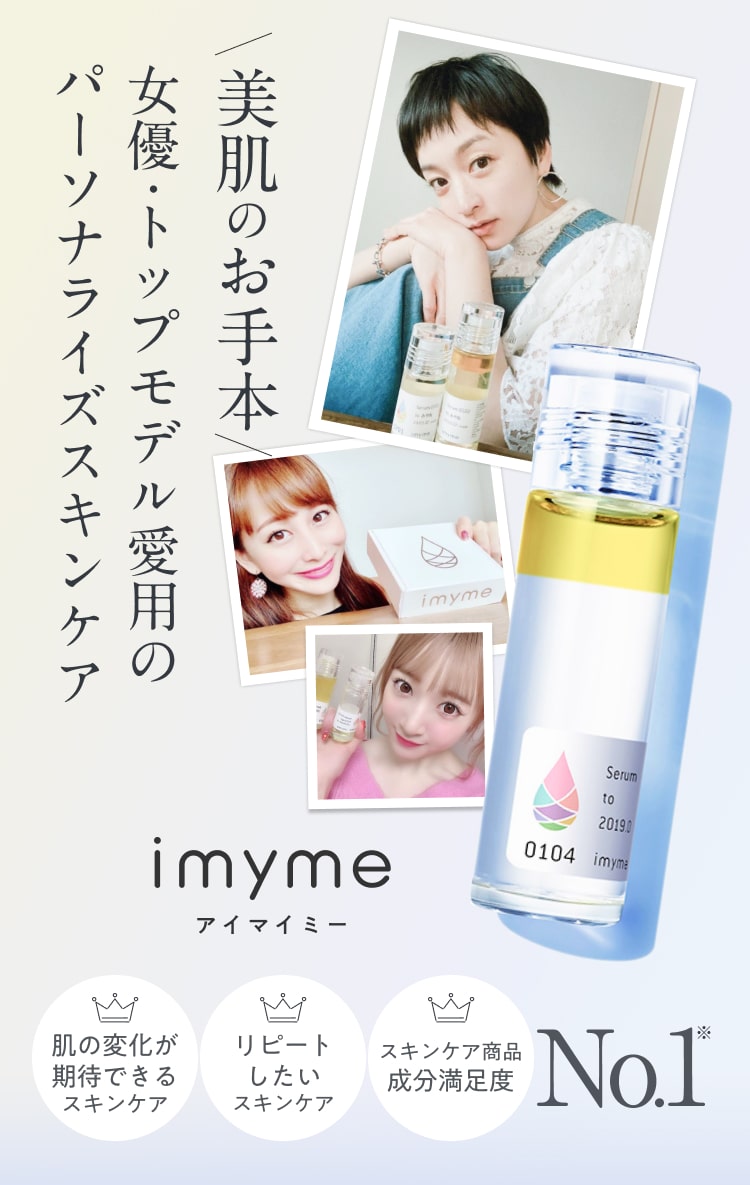 美肌のお手本
女優・トップモデル愛用の
パーソナライズスキンケア
imyme
Serum
to
2019.0
0104 imyme
imyme
アイマイミー
肌の変化が
期待できる
スキンケア
リピート
したい
スキンケア
スキンケア商品
成分満足度
No.1※